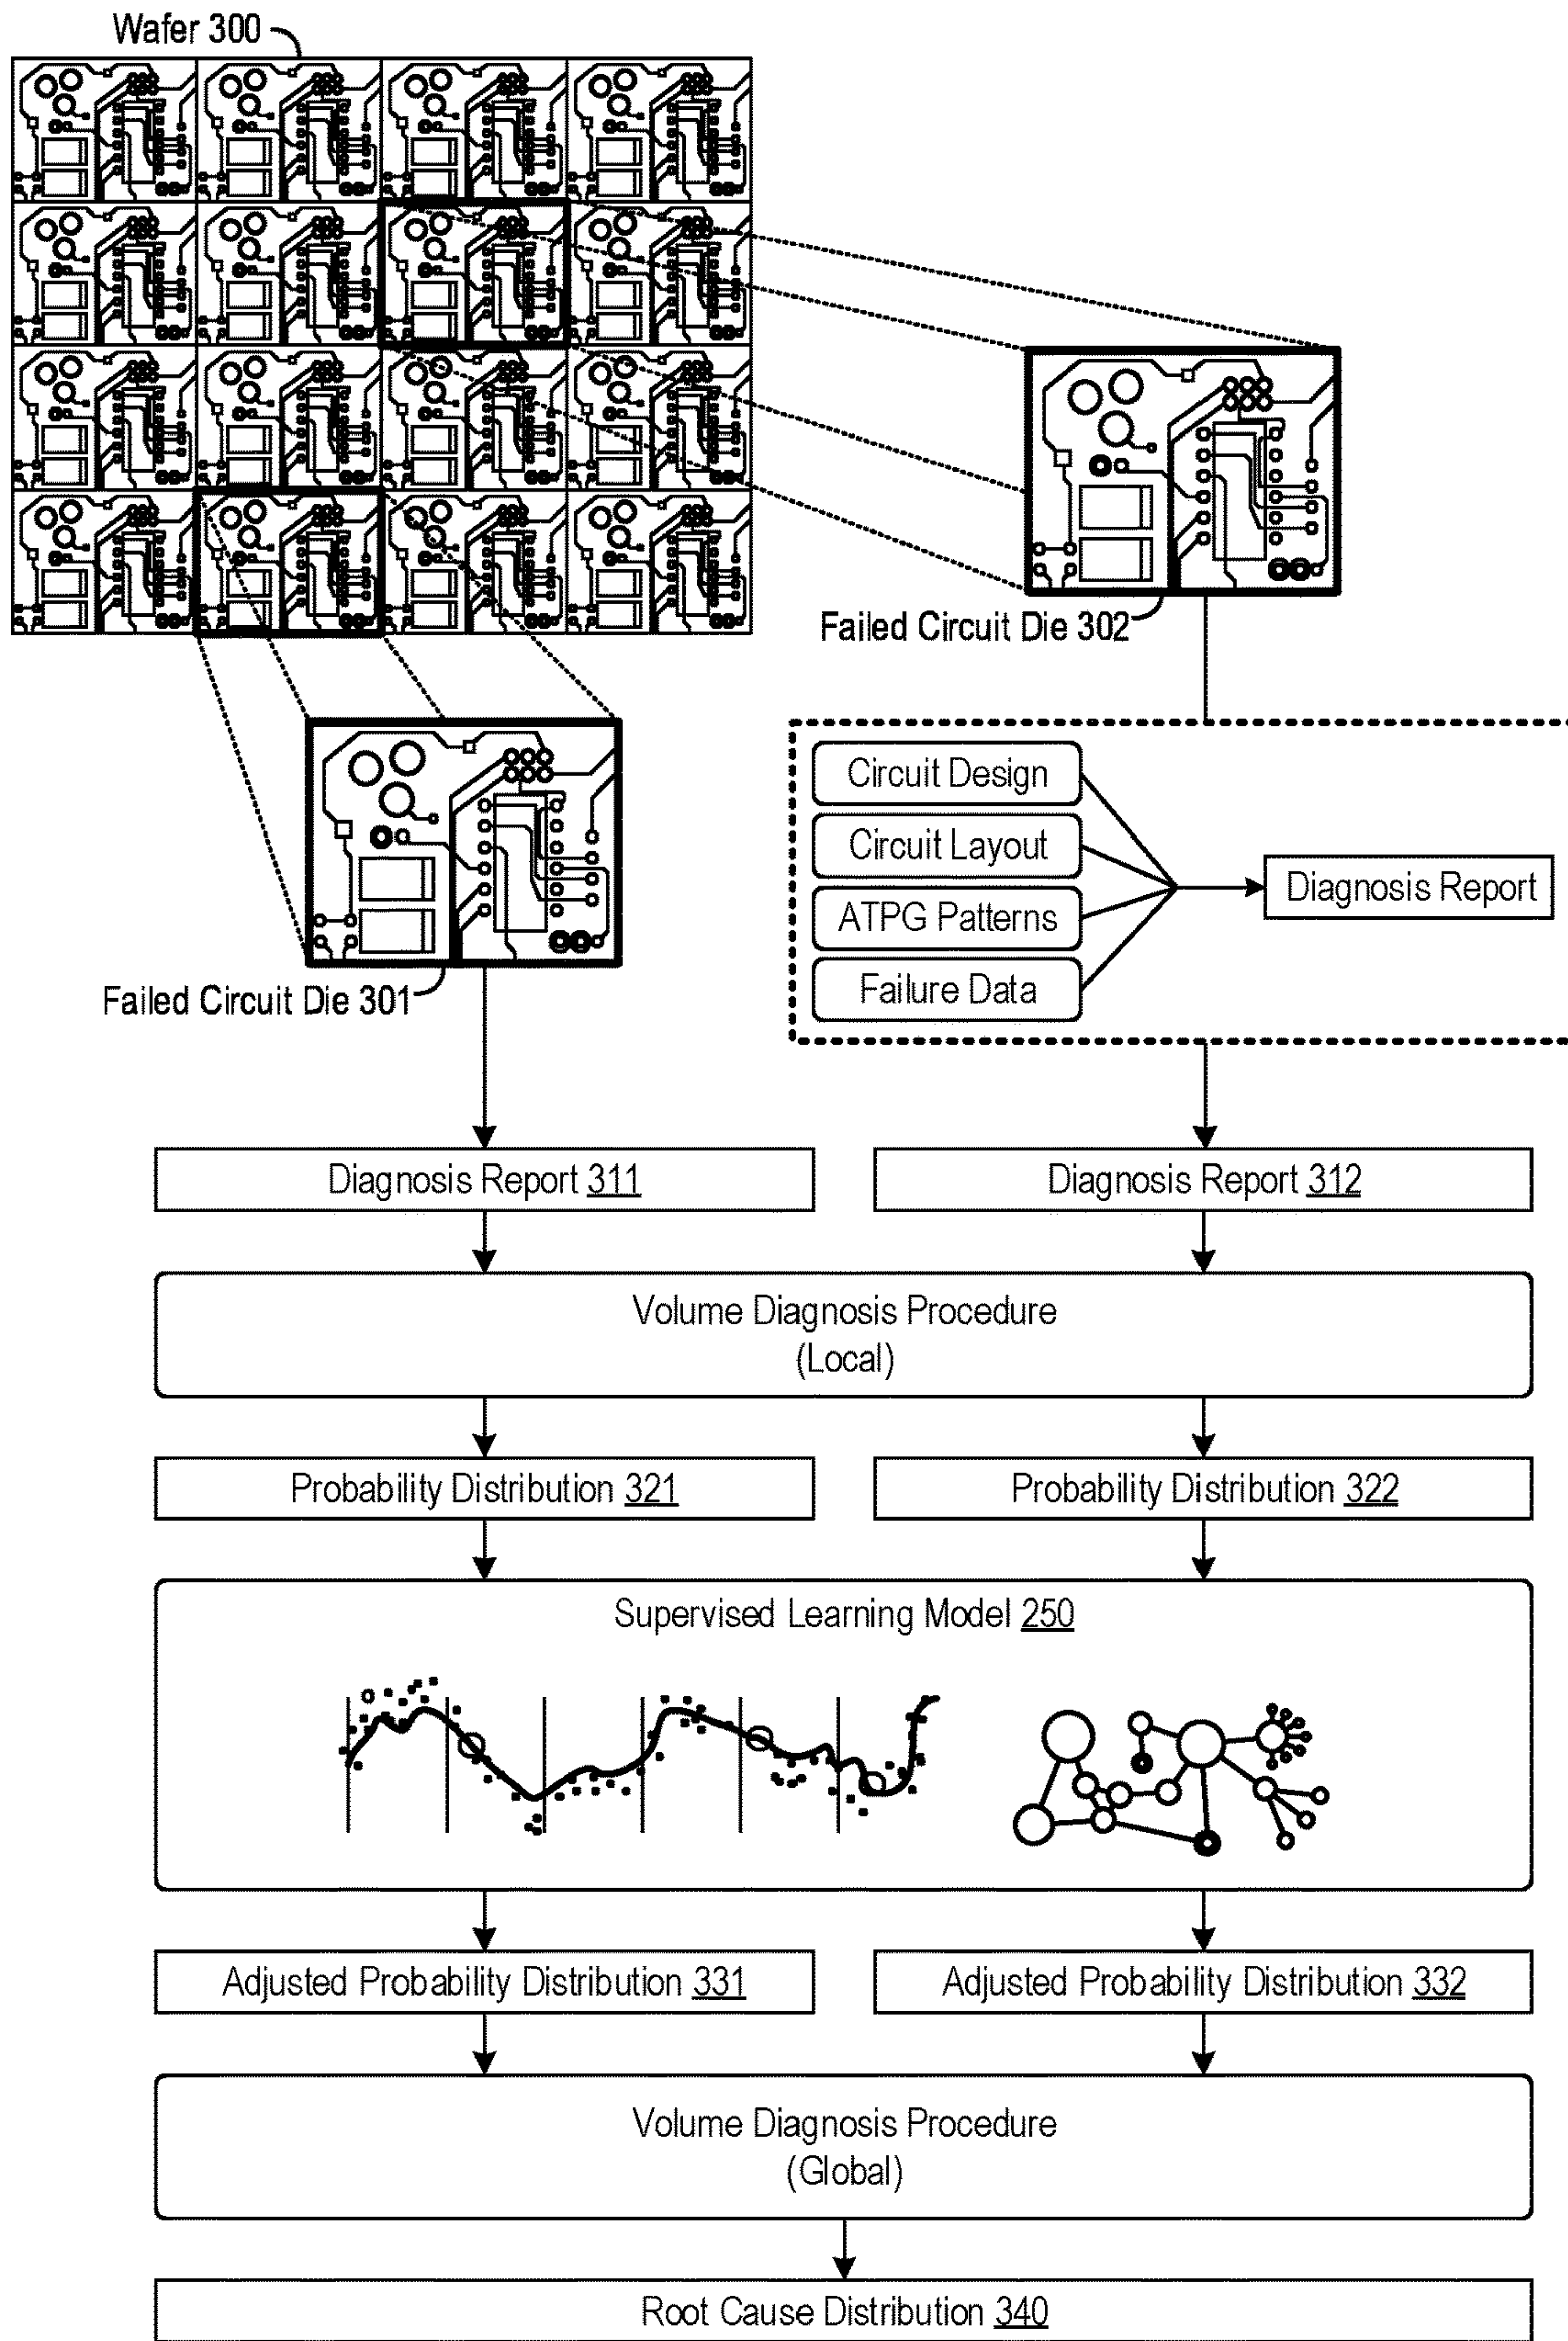 Wafer 300
Failed Circuit Die 302
Circuit Design
Circuit Layout
ATPG Patterns
Failure Data
Diagnosis Report
Failed Circuit Die 301
Diagnosis Report 311
Diagnosis Report 312
Volume Diagnosis Procedure
(Local)
Probability Distribution 321
Probability Distribution 322
Supervised Learning Model 250
Adjusted Probability Distribution 331
Adjusted Probability Distribution 332
Volume Diagnosis Procedure
(Global)
Root Cause Distribution 340